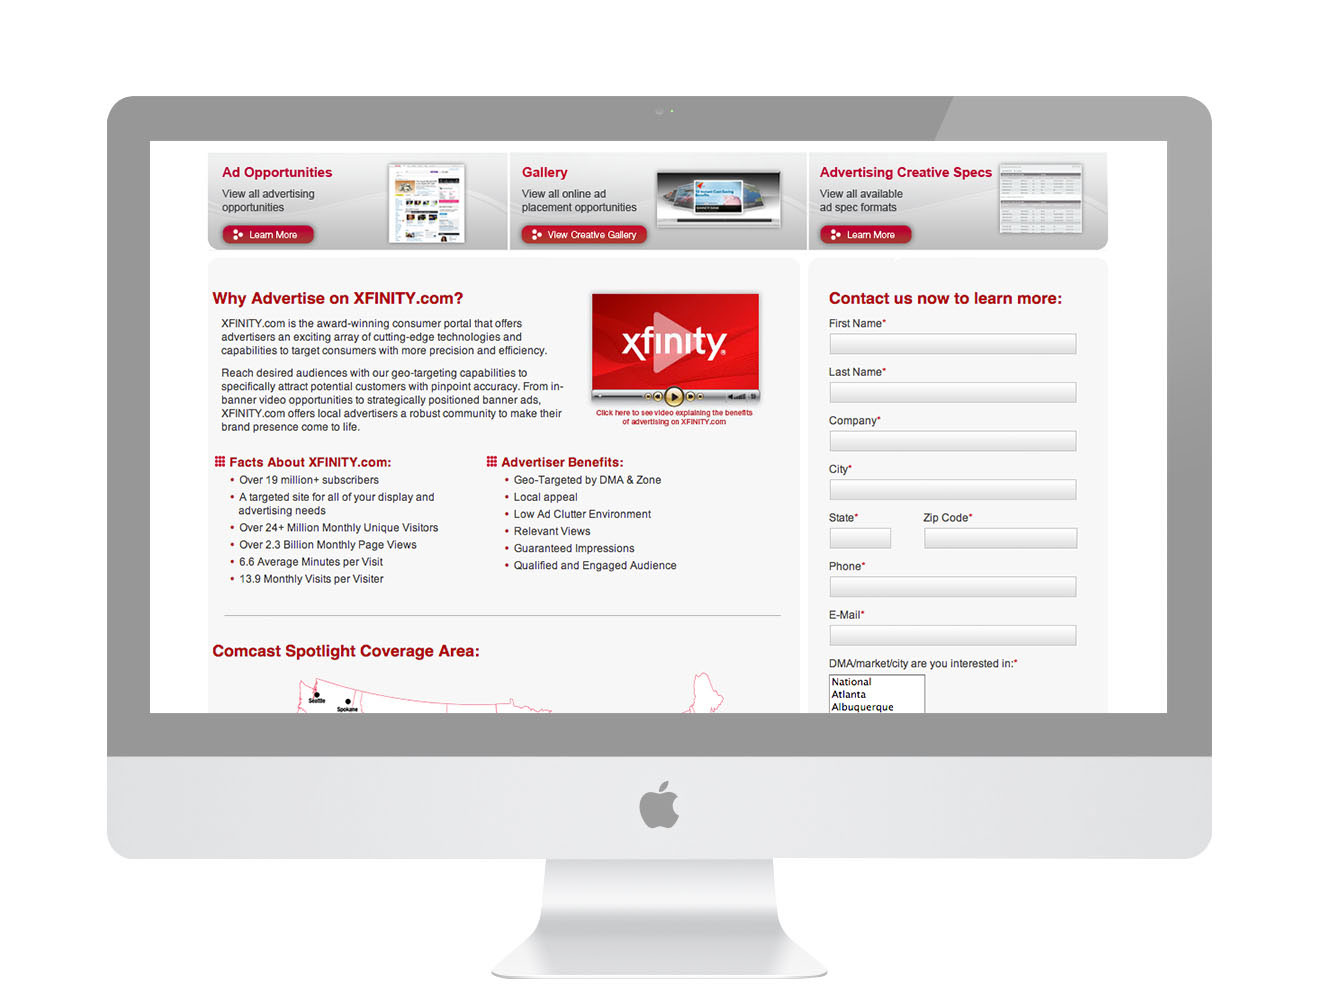 Ad Opportunities
View all advertising
opportunities
Learn More
Gallery
View all online ad
placement opportunities
View Creative Gallery
Advertising Creative Specs
View all available
ad spec formats
Learn More
Why Advertise on XFINITY.com?
XFINITY.com is the award-winning consumer portal that offers
advertisers an exciting array of cutting-edge technologies and
capabilities to target consumers with more precision and efficiency.
Reach desired audiences with our geo-targeting capabilities to
specifically attract potential customers with pinpoint accuracy. From in-
banner video opportunities to strategically positioned banner ads,
XFINITY.com offers local advertisers a robust community to make their
brand presence come to life.
xfinity®
Click here to see video explaining the benefits
of advertising on XFINITY.com
Facts About XFINITY.com:
• Over 19 million+ subscribers
• A targeted site for all of your display and
advertising needs
• Over 24+ Million Monthly Unique Visitors
• Over 2.3 Billion Monthly Page Views
• 6.6 Average Minutes per Visit
• 13.9 Monthly Visits per Visiter
Advertiser Benefits:
• Geo-Targeted by DMA & Zone
• Local appeal
• Low Ad Clutter Environment
• Relevant Views
• Guaranteed Impressions
• Qualified and Engaged Audience
Comcast Spotlight Coverage Area:
Seattle
Spokane
Contact us now to learn more:
First Name*
Last Name*
Company*
City*
State* Zip Code*
Phone*
E-Mail*
DMA/market/city are you interested in:*
National
Atlanta
Albuquerque